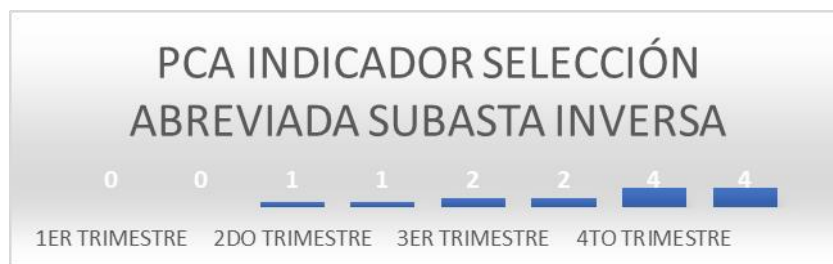 PCA INDICADOR SELECCIÓN
ABREVIADA SUBASTA INVERSA
0 0 1 1 2 2 4 4
1ER TRIMESTRE 2DO TRIMESTRE 3ER TRIMESTRE 4TO TRIMESTRE